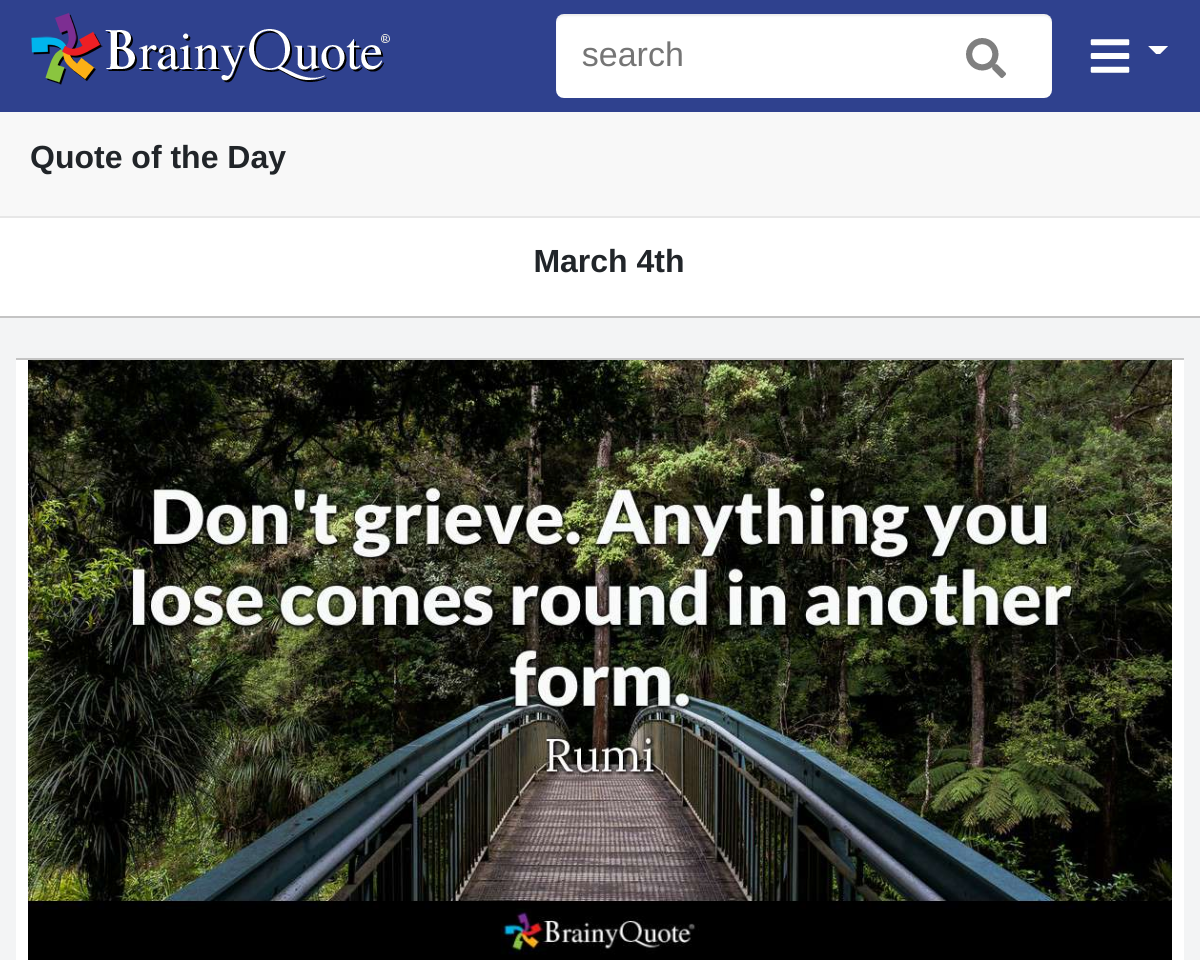 BrainyQuote®
search
Quote of the Day
March 4th
Don't grieve. Anything you
lose comes round in another
form.
Rumi
BrainyQuote®